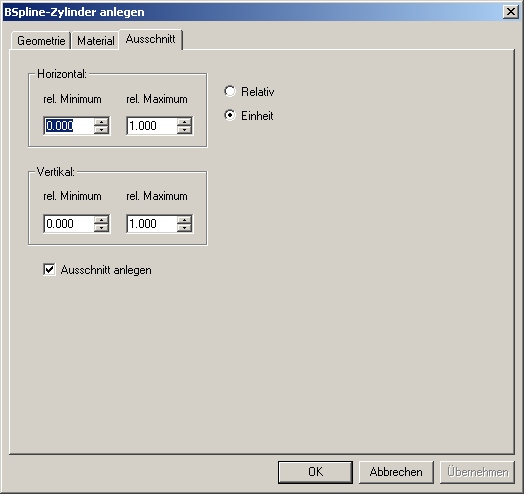 BSpline-Zylinder anlegen
Geometrie Material Ausschnitt
Horizontal:
rel. Minimum rel. Maximum
0.000 1.000
Relativ
Einheit
Vertikal:
rel. Minimum rel. Maximum
0.000 1.000
Ausschnitt anlegen
OK Abbrechen Übernehmen